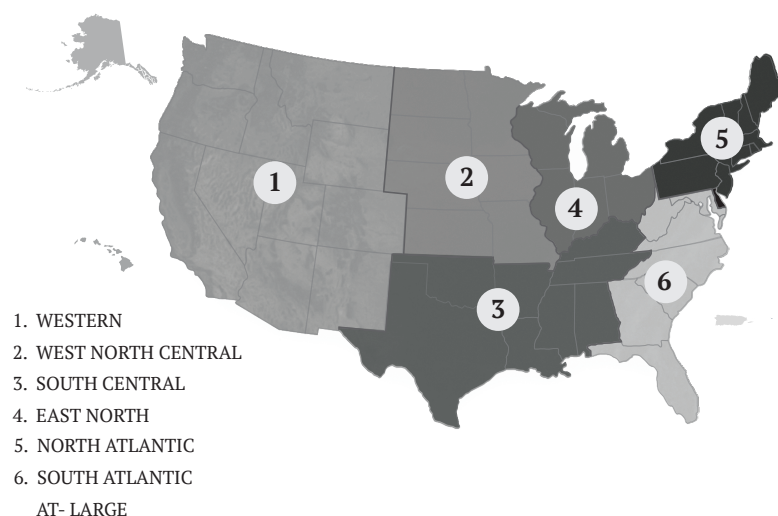 5
1
2
4
6
3
1. WESTERN
2. WEST NORTH CENTRAL
3. SOUTH CENTRAL
4. EAST NORTH
5. NORTH ATLANTIC
6. SOUTH ATLANTIC
AT- LARGE